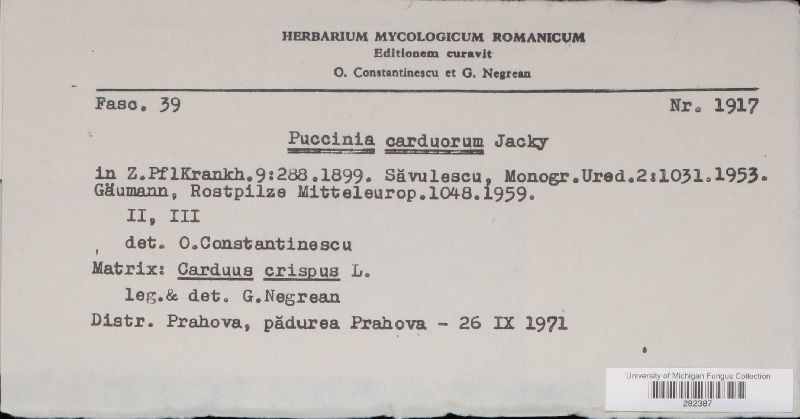 HERBARIUM MYCOLOGICUM ROMANICUM
Editionem curavit
O. Constantinescu et G. Negrean
Fasc. 39 Nr. 1917
Puccinia carduorum Jacky
in Z.PflKrankh.9:288.1899. Săvulescu, Monogr.Ured.2:1031.1953.
Găumann, Rostpilze Mitteleurop.1048.1959.
II, III
det. O.Constantinescu
Matrix: Carduus crispus L.
leg.& det. G.Negrean
Distr. Prahova, pădurea Prahova - 26 IX 1971
University of Michigan Fungus Collection
282387